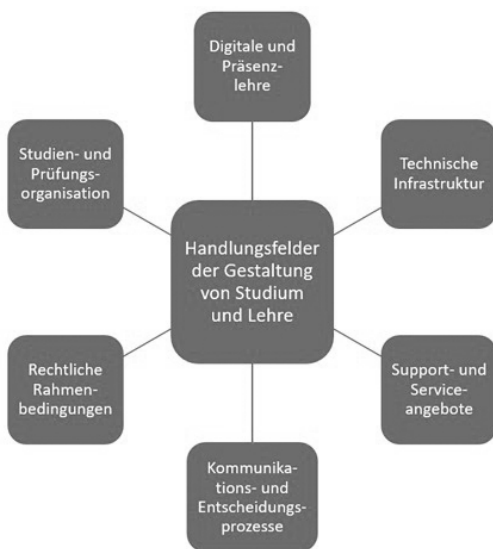 Digitale und
Präsenz-
lehre
Studien- und
Prüfungs-
organisation
Technische
Infrastruktur
Handlungsfelder
der Gestaltung
von Studium
und Lehre
Rechtliche
Rahmen-
bedingungen
Support- und
Service-
angebote
Kommunika-
tions- und
Entscheidungs-
prozesse